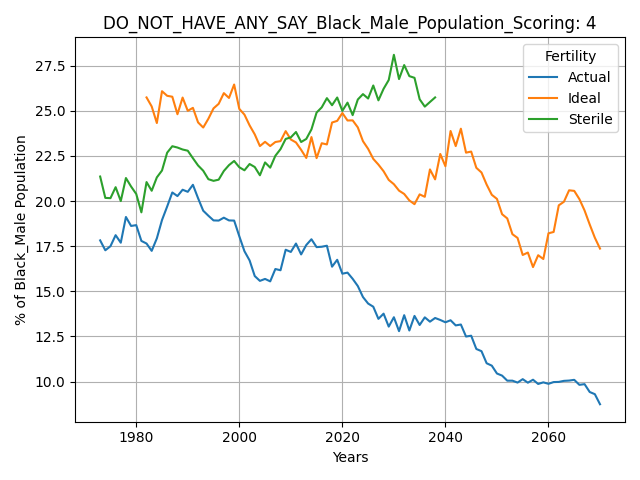 DO_NOT_HAVE_ANY_SAY_Black_Male_Population_Scoring: 4
% of Black_Male Population
27.5
25.0
22.5
20.0
17.5
15.0
12.5
10.0
Fertility
Actual
Ideal
Sterile
1980
2000
2020
2040
2060
Years